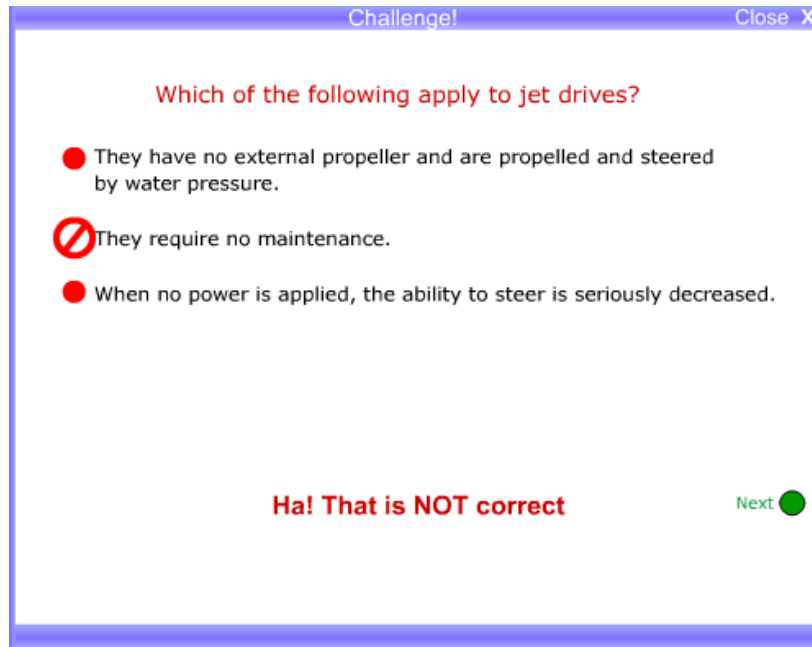 Challenge!
Close X
Which of the following apply to jet drives?
They have no external propeller and are propelled and steered
by water pressure.
They require no maintenance.
When no power is applied, the ability to steer is seriously decreased.
Ha! That is NOT correct
Next